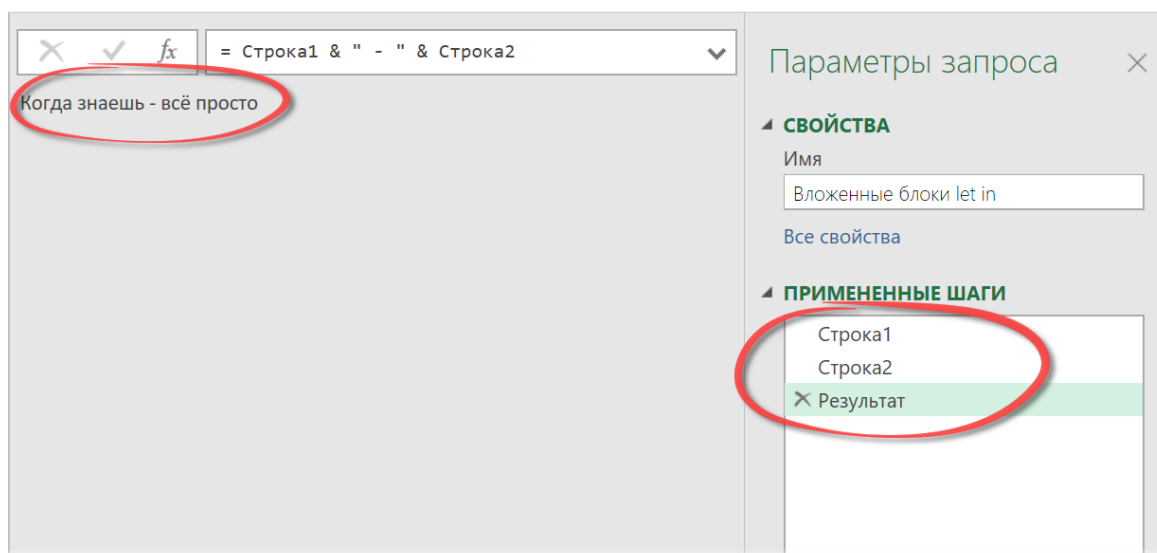 fx = Строка1 & " - " & Строка2
Когда знаешь - всё просто
Параметры запроса
СВОЙСТВА
Имя
Вложенные блоки let in
Все свойства
ПРИМЕНЕННЫЕ ШАГИ
Строка1
Строка2
Результат